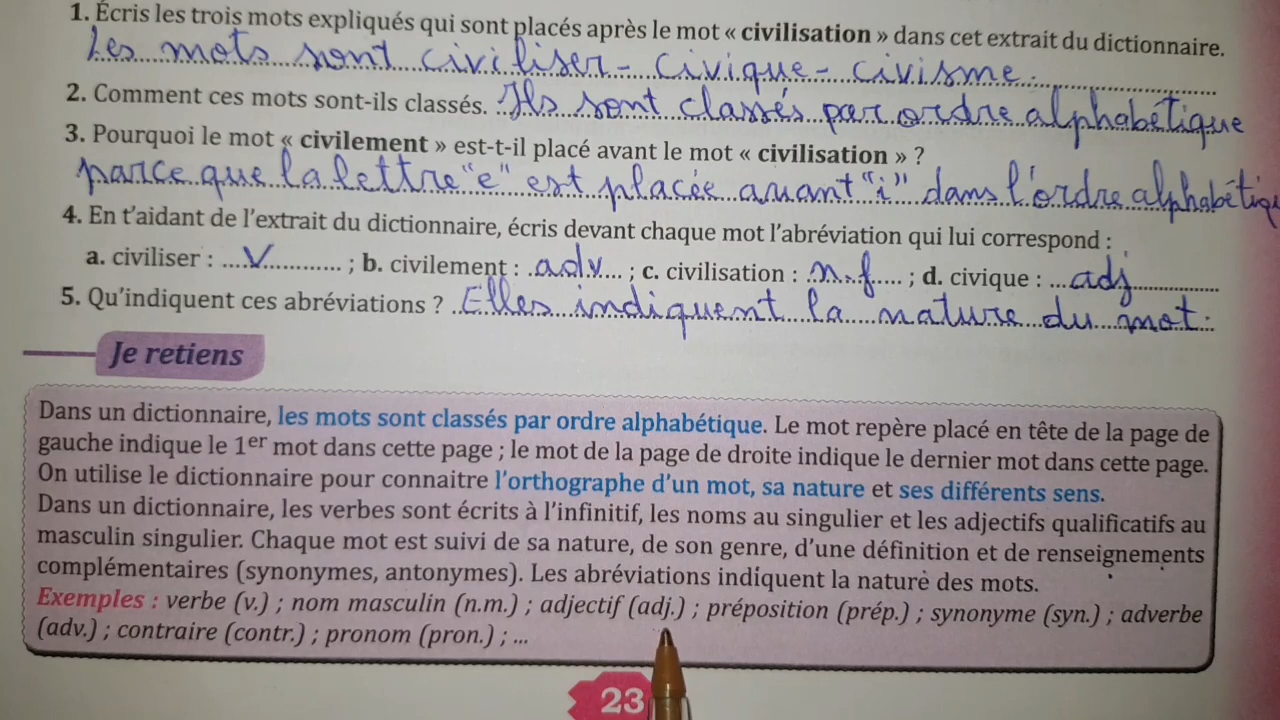 1. Écris les trois mots expliqués qui sont placés après le mot « civilisation » dans cet extrait du dictionnaire.
Les mots sont civiliser - civique - civisme.
2. Comment ces mots sont-ils classés. Ils sont classés par ordre alphabétique
3. Pourquoi le mot « civilement » est-t-il placé avant le mot « civilisation » ?
parce que la lettre "e" est placée avant "i" dans l'ordre alphabétique
4. En t'aidant de l'extrait du dictionnaire, écris devant chaque mot l'abréviation qui lui correspond :
a. civiliser : ....v............ ; b. civilement : .adv... ; c. civilisation : n.f..... ; d. civique : ...adj...............
5. Qu'indiquent ces abréviations ? Elles indiquent la nature du mot.
Je retiens
Dans un dictionnaire, les mots sont classés par ordre alphabétique. Le mot repère placé en tête de la page de
gauche indique le 1er mot dans cette page ; le mot de la page de droite indique le dernier mot dans cette page.
On utilise le dictionnaire pour connaitre l'orthographe d'un mot, sa nature et ses différents sens.
Dans un dictionnaire, les verbes sont écrits à l'infinitif, les noms au singulier et les adjectifs qualificatifs au
masculin singulier. Chaque mot est suivi de sa nature, de son genre, d'une définition et de renseignements
complémentaires (synonymes, antonymes). Les abréviations indiquent la nature des mots.
Exemples : verbe (v.) ; nom masculin (n.m.) ; adjectif (adj.) ; préposition (prép.) ; synonyme (syn.) ; adverbe
(adv.) ; contraire (contr.) ; pronom (pron.) ; ...
23